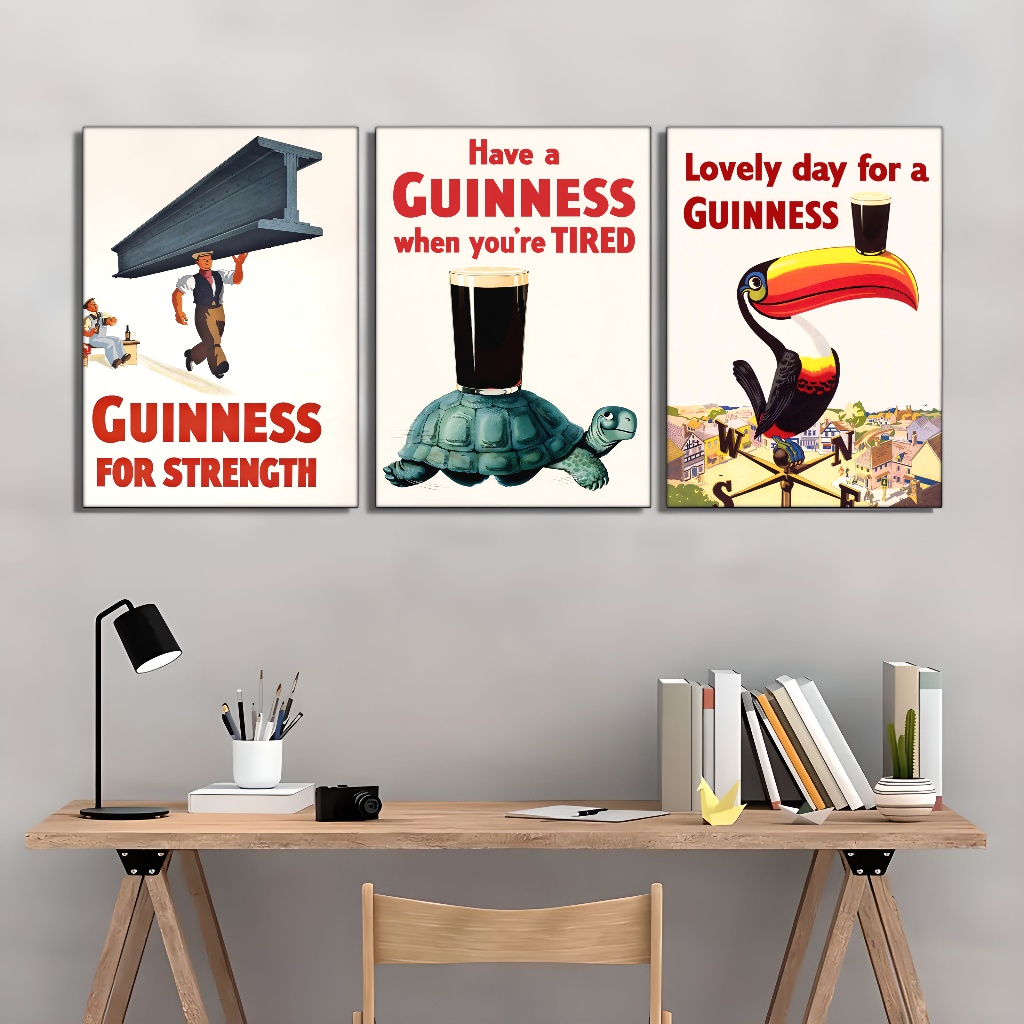 GUINNESS
FOR STRENGTH
Have a
GUINNESS
when you're TIRED
Lovely day for a
GUINNESS
W N
S E